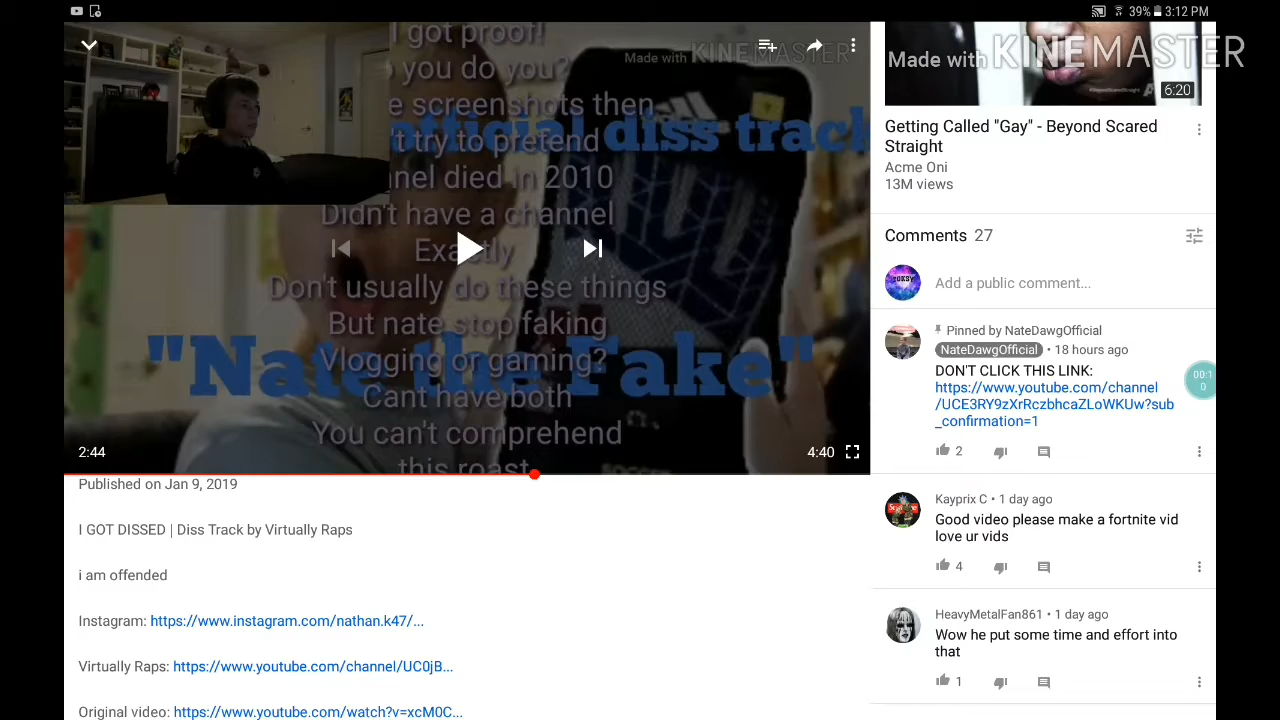 39% 3:12 PM
I got proof!
you do you?
e screenshots then
't try to pretend
nel died in 2010
Didn't have a channel
Exactly
Don't usually do these things
But nate stop faking
Vlogging or gaming?
Cant have both
You can't comprehend
this roast
official diss track
"Nate the Fake"
SOCCER
Made with KINEMASTER
2:44
4:40
Published on Jan 9, 2019
I GOT DISSED | Diss Track by Virtually Raps
i am offended
Instagram: https://www.instagram.com/nathan.k47/...
Virtually Raps: https://www.youtube.com/channel/UC0jB...
Original video: https://www.youtube.com/watch?v=xcM0C...
Made with KINEMASTER
6:20
Getting Called "Gay" - Beyond Scared
Straight
Acme Oni
13M views
Comments 27
Add a public comment...
Pinned by NateDawgOfficial
NateDawgOfficial • 18 hours ago
DON'T CLICK THIS LINK:
https://www.youtube.com/channel
/UCE3RY9zXrRczbhcaZLoWKUw?sub
_confirmation=1
2
00:1
0
Kayprix C • 1 day ago
Good video please make a fortnite vid
love ur vids
4
HeavyMetalFan861 • 1 day ago
Wow he put some time and effort into
that
1